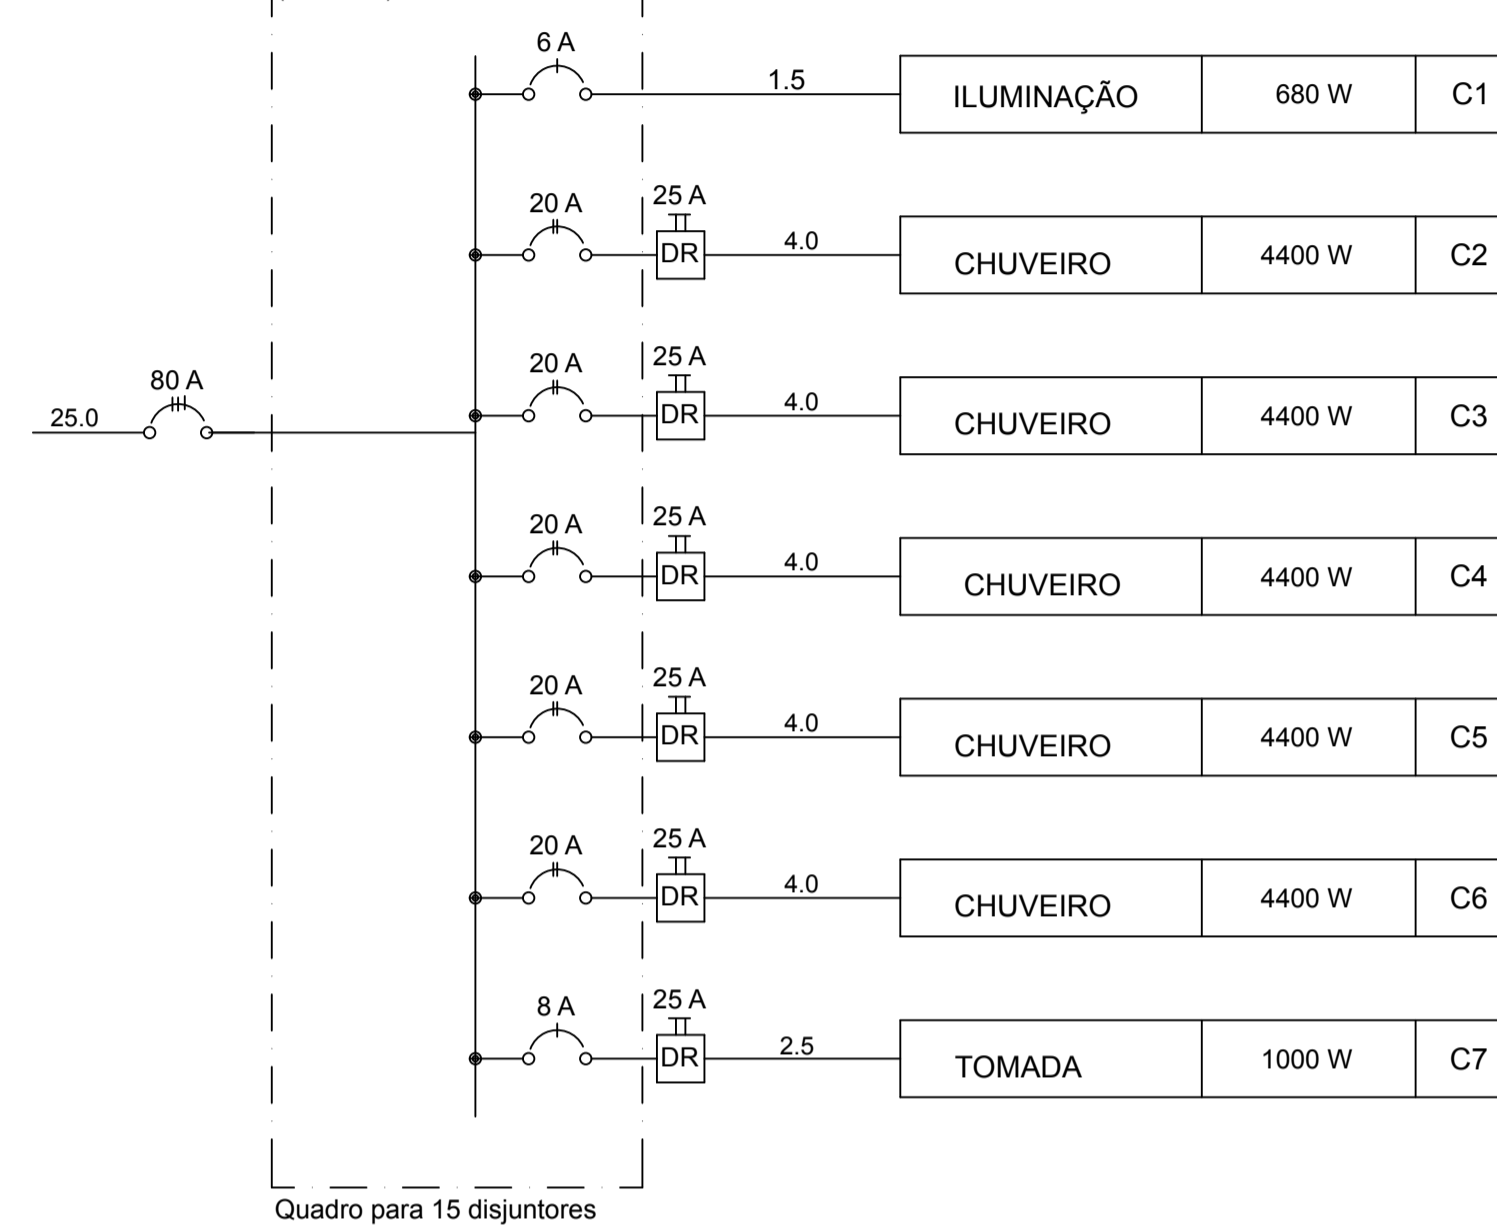 6 A
1.5
ILUMINAÇÃO 680 W C1
20 A
25 A
DR
4.0
CHUVEIRO 4400 W C2
20 A
25 A
DR
4.0
CHUVEIRO 4400 W C3
80 A
25.0
20 A
25 A
DR
4.0
CHUVEIRO 4400 W C4
20 A
25 A
DR
4.0
CHUVEIRO 4400 W C5
20 A
25 A
DR
4.0
CHUVEIRO 4400 W C6
8 A
25 A
DR
2.5
TOMADA 1000 W C7
Quadro para 15 disjuntores